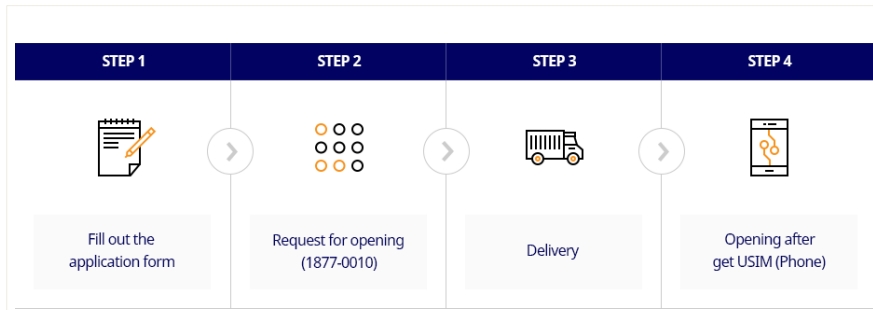 STEP 1
STEP 2
STEP 3
STEP 4
Fill out the
application form
Request for opening
(1877-0010)
Delivery
Opening after
get USIM (Phone)